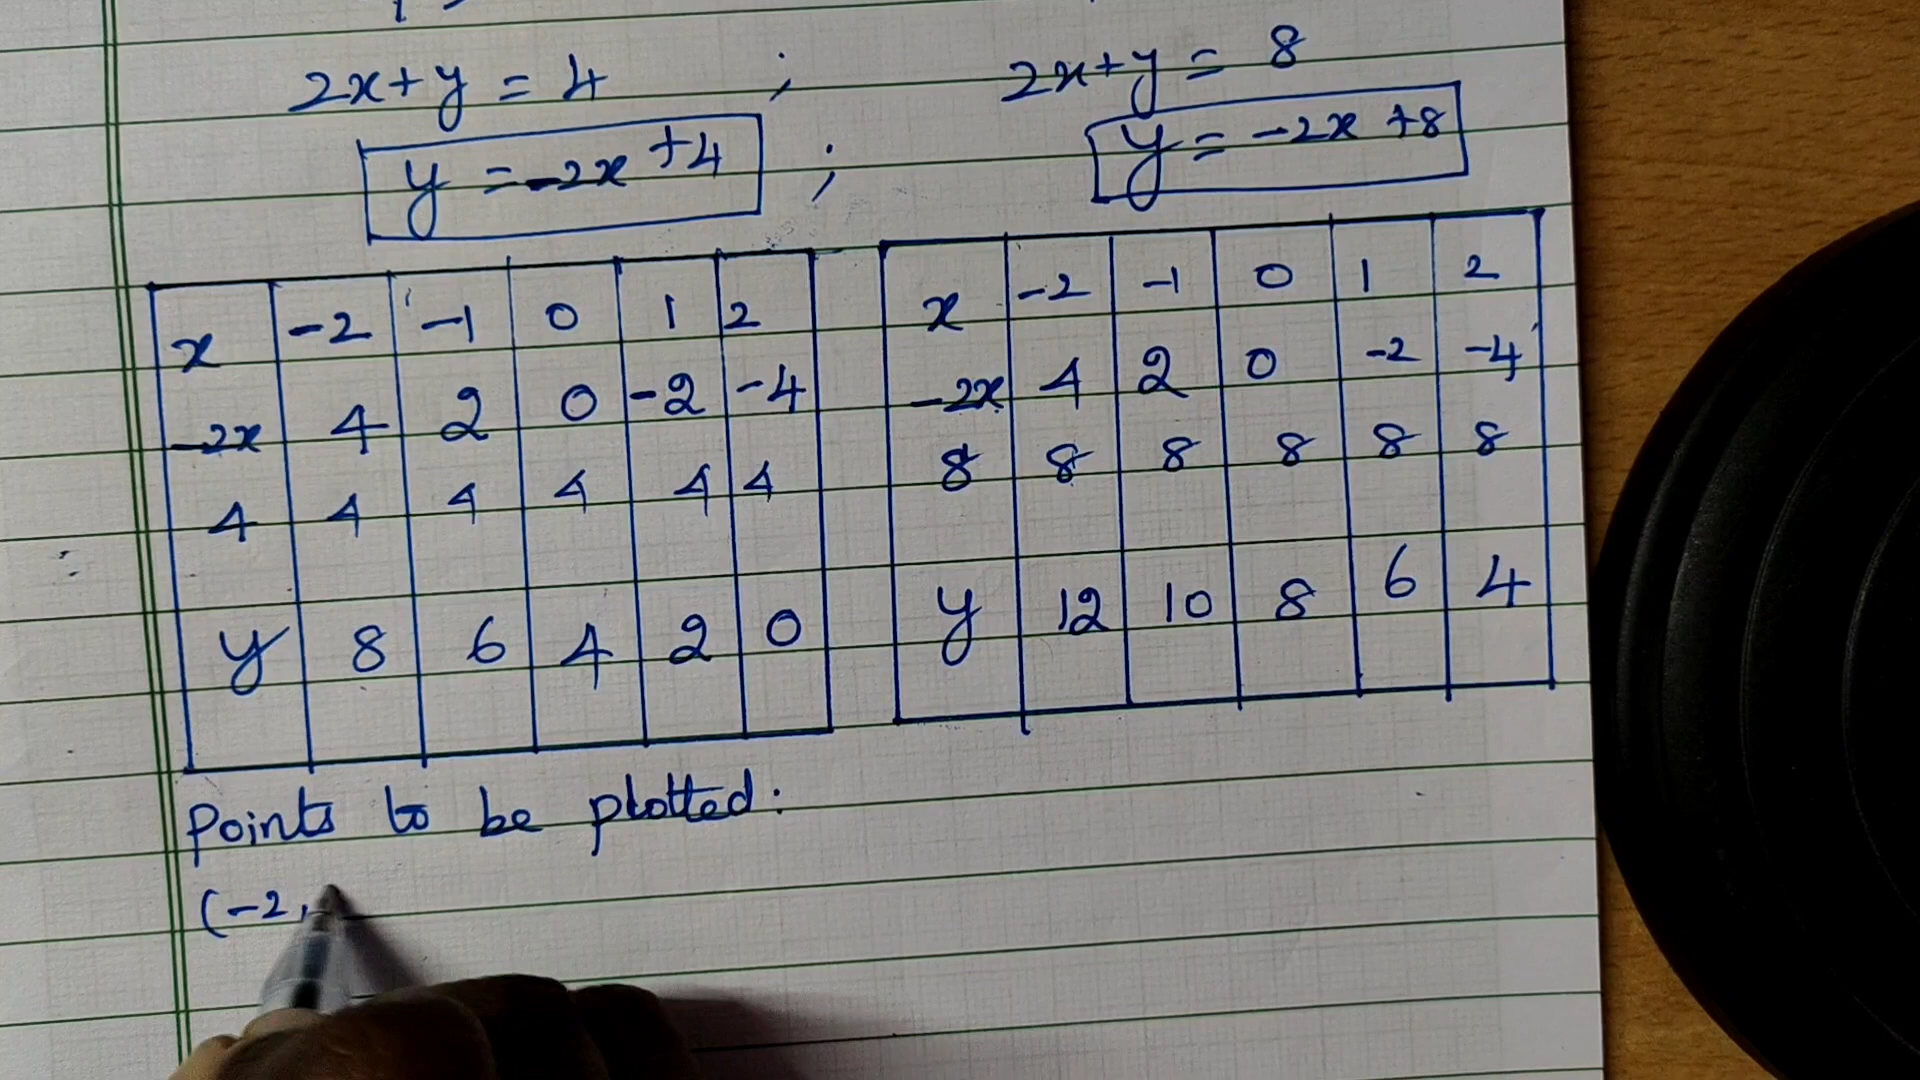 2x+y = 4 ; 2x+y = 8
y = -2x +4 ; y = -2x +8
x -2 -1 0 1 2 x -2 -1 0 1 2
-2x 4 2 0 -2 -4 -2x 4 2 0 -2 -4
4 4 4 4 4 4 8 8 8 8 8 8
y 8 6 4 2 0 y 12 10 8 6 4
Points to be plotted:
(-2,